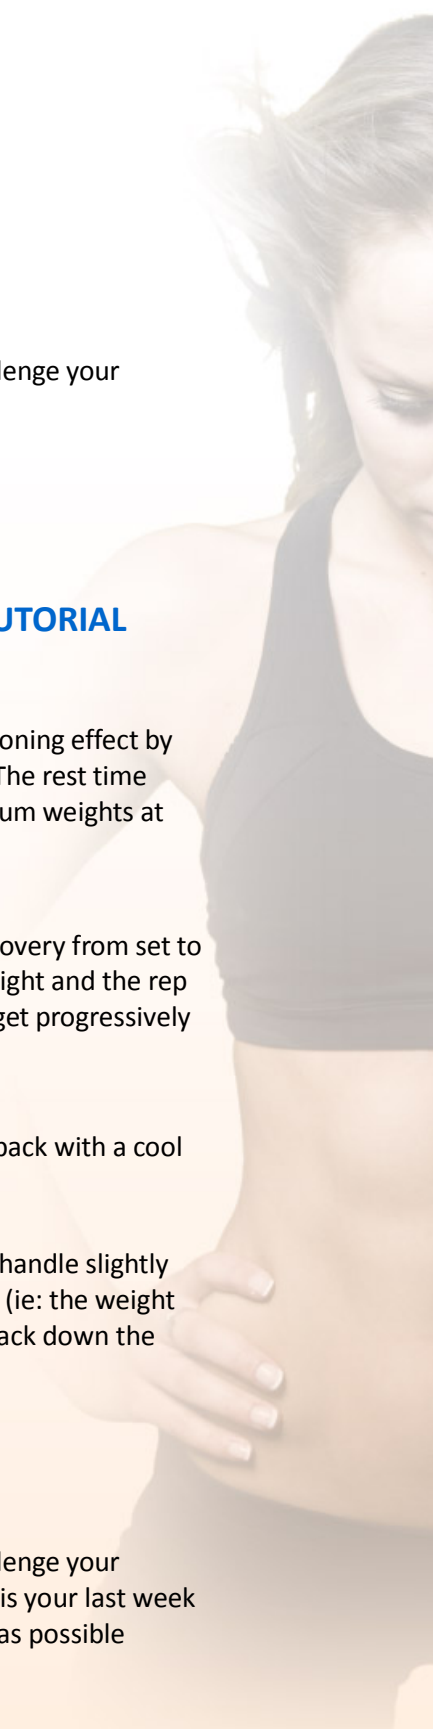 lenge your
UTORIAL
oning effect by
The rest time
um weights at
overy from set to
ight and the rep
get progressively
back with a cool
handle slightly
(ie: the weight
ack down the
lenge your
is your last week
as possible